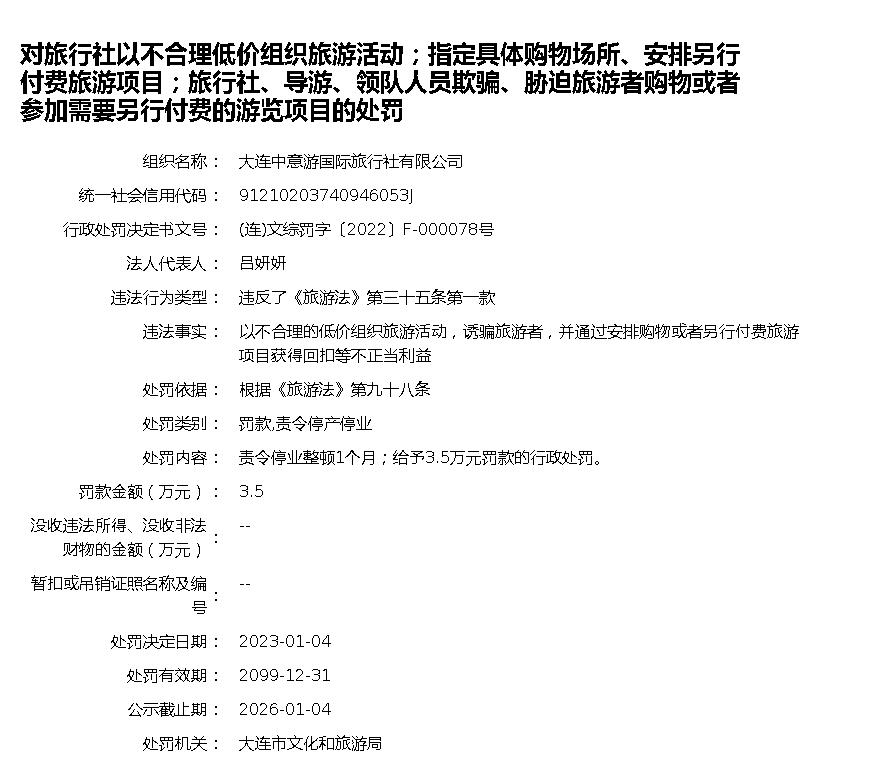 对旅行社以不合理低价组织旅游活动；指定具体购物场所、安排另行
付费旅游项目；旅行社、导游、领队人员欺骗、胁迫旅游者购物或者
参加需要另行付费的游览项目的处罚
组织名称： 大连中意游国际旅行社有限公司
统一社会信用代码： 91210203740946053J
行政处罚决定书文号： (连)文综罚字〔2022〕F-000078号
法人代表人： 吕妍妍
违法行为类型： 违反了《旅游法》第三十五条第一款
违法事实： 以不合理的低价组织旅游活动，诱骗旅游者，并通过安排购物或者另行付费旅游
项目获得回扣等不正当利益
处罚依据： 根据《旅游法》第九十八条
处罚类别： 罚款,责令停产停业
处罚内容： 责令停业整顿1个月；给予3.5万元罚款的行政处罚。
罚款金额（万元）： 3.5
没收违法所得、没收非法
财物的金额（万元）： --
暂扣或吊销证照名称及编
号： --
处罚决定日期： 2023-01-04
处罚有效期： 2099-12-31
公示截止期： 2026-01-04
处罚机关： 大连市文化和旅游局